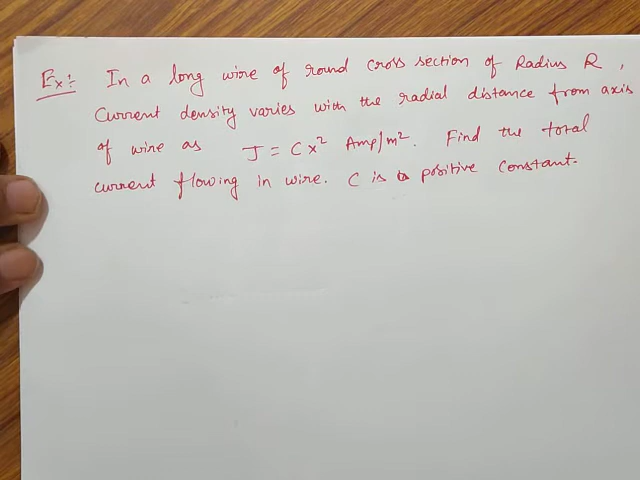 Ex:- In a long wire of round cross section of Radius R,
Current density varies with the radial distance from axis
of wire as J = Cx² Amp/m². Find the total
current flowing in wire. C is a positive constant.